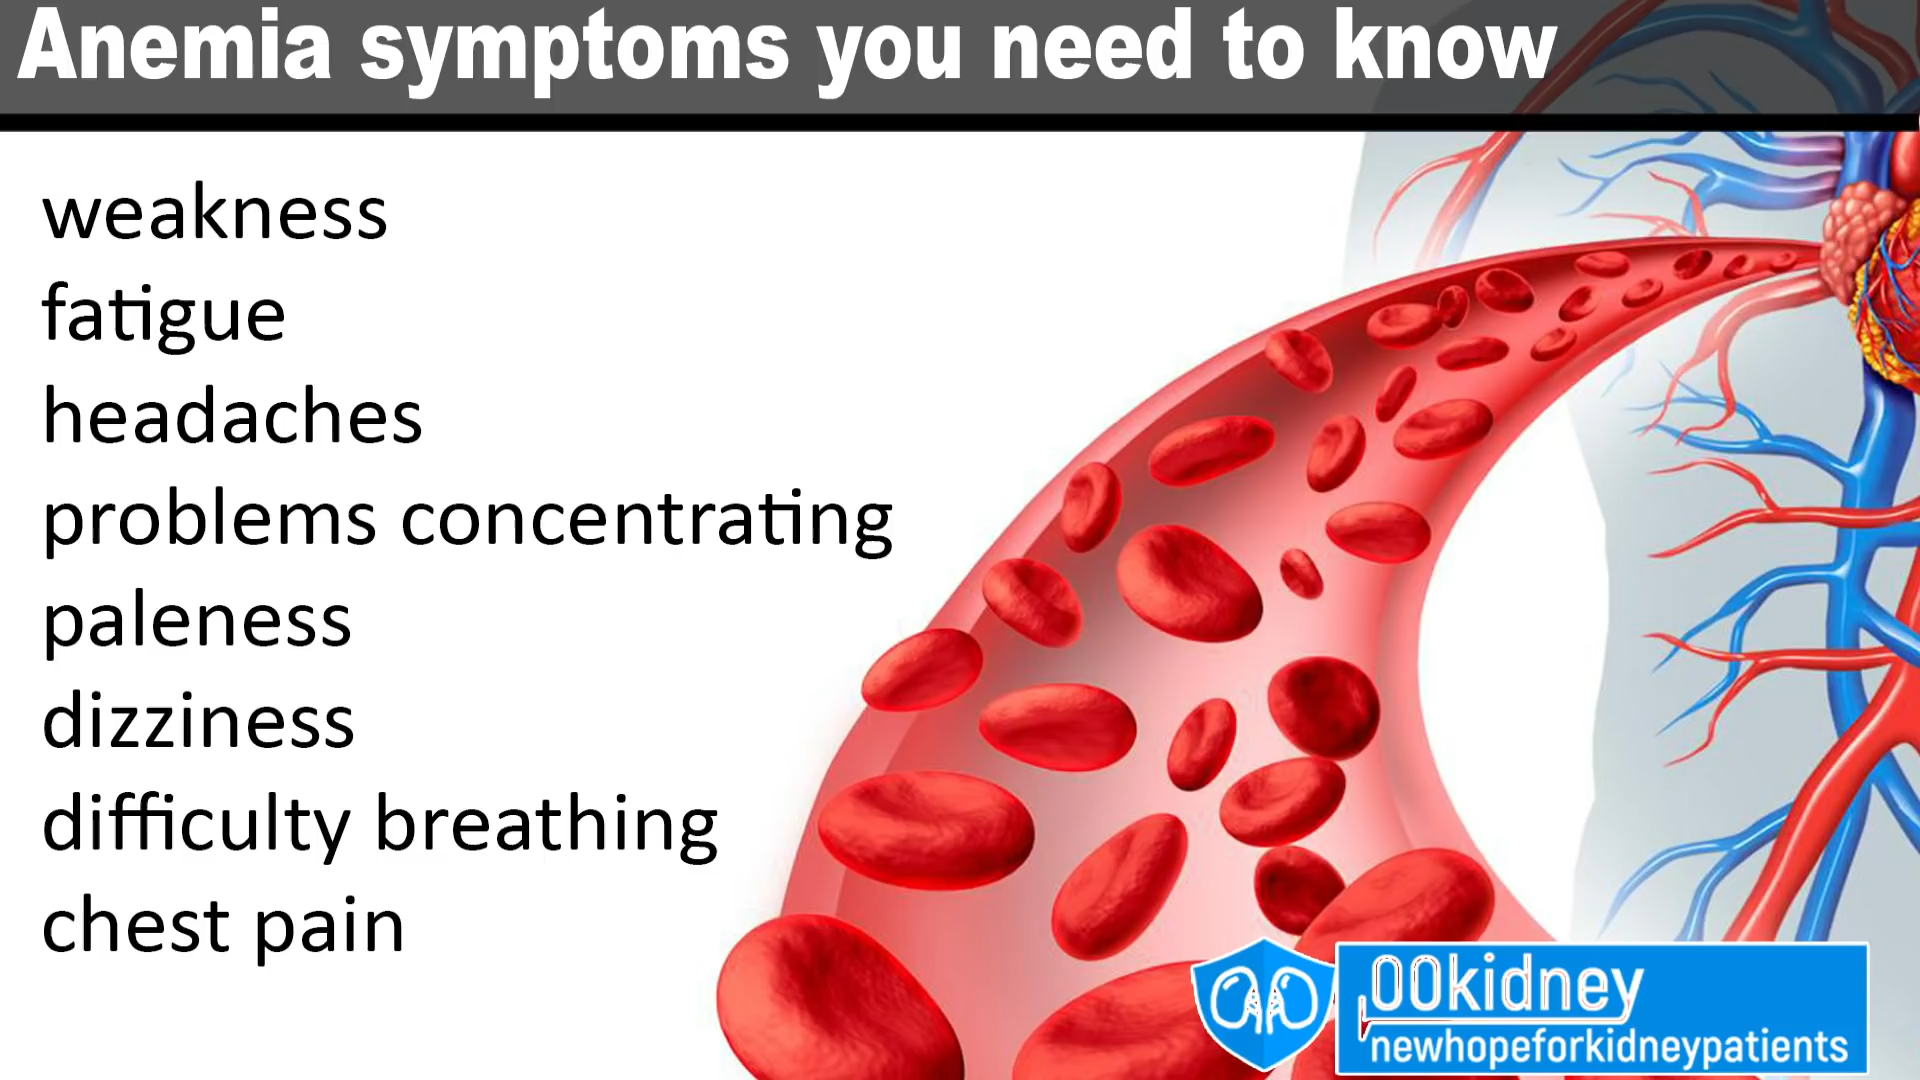 Anemia symptoms you need to know
weakness
fatigue
headaches
problems concentrating
paleness
dizziness
difficulty breathing
chest pain
00kidney
newhopeforkidneypatients